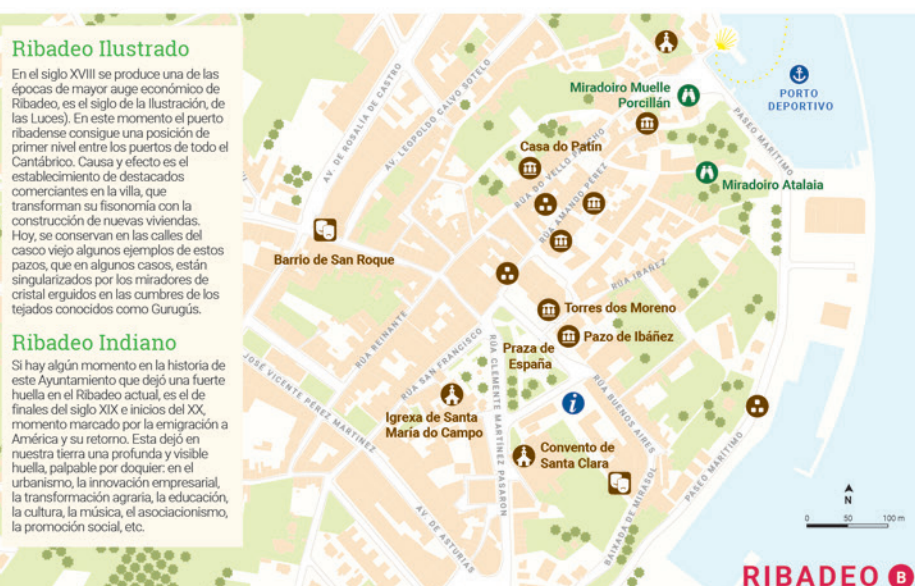 Ribadeo Ilustrado
En el siglo XVIII se produce una de las
épocas de mayor auge económico de
Ribadeo, es el siglo de la Ilustración, de
las Luces). En este momento el puerto
ribadense consigue una posición de
primer nivel entre los puertos de todo el
Cantábrico. Causa y efecto es el
establecimiento de destacados
comerciantes en la villa, que
transforman su fisonomía con la
construcción de nuevas viviendas.
Hoy, se conservan en las calles del
casco viejo algunos ejemplos de estos
pazos, que en algunos casos, están
singularizados por los miradores de
cristal erguidos en las cumbres de los
tejados conocidos como Gurugús.
Ribadeo Indiano
Si hay algún momento en la historia de
este Ayuntamiento que dejó una fuerte
huella en el Ribadeo actual, es el de
finales del siglo XIX e inicios del XX,
momento marcado por la emigración a
América y su retorno. Esta dejó en
nuestra tierra una profunda y visible
huella, palpable por doquier: en el
urbanismo, la innovación empresarial,
la transformación agraria, la educación,
la cultura, la música, el asociacionismo,
la promoción social, etc.
AV. DE ROSALÍA DE CASTRO
AV. LEOPOLDO CALVO SOTELO
Miradoiro Muelle
Porcillán
PORTO
DEPORTIVO
PASEO MARÍTIMO
Casa do Patín
RÚA DO VELLO PANCHO
Miradoiro Atalaia
RÚA AMANDO PÉREZ
Barrio de San Roque
RÚA IBÁÑEZ
Torres dos Moreno
Pazo de Ibáñez
Praza de
España
RÚA REINANTE
RÚA SAN FRANCISCO
JOSÉ VICENTE PÉREZ MARTÍNEZ
RÚA CLEMENTE MARTÍNEZ PASARON
RÚA BUENOS AIRES
i
Igrexa de Santa
María do Campo
Convento de
Santa Clara
BAIXADA DE MIRASOL
PASEO MARÍTIMO
AV. DE ASTURIAS
N
0 50 100 m
RIBADEO B